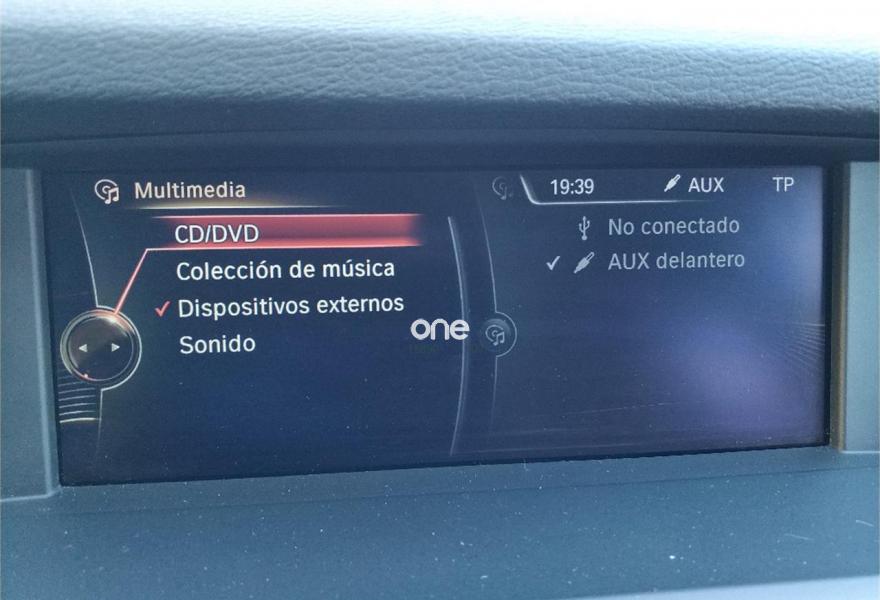 Multimedia
CD/DVD
Colección de música
Dispositivos externos
Sonido
19:39 AUX TP
No conectado
AUX delantero
one